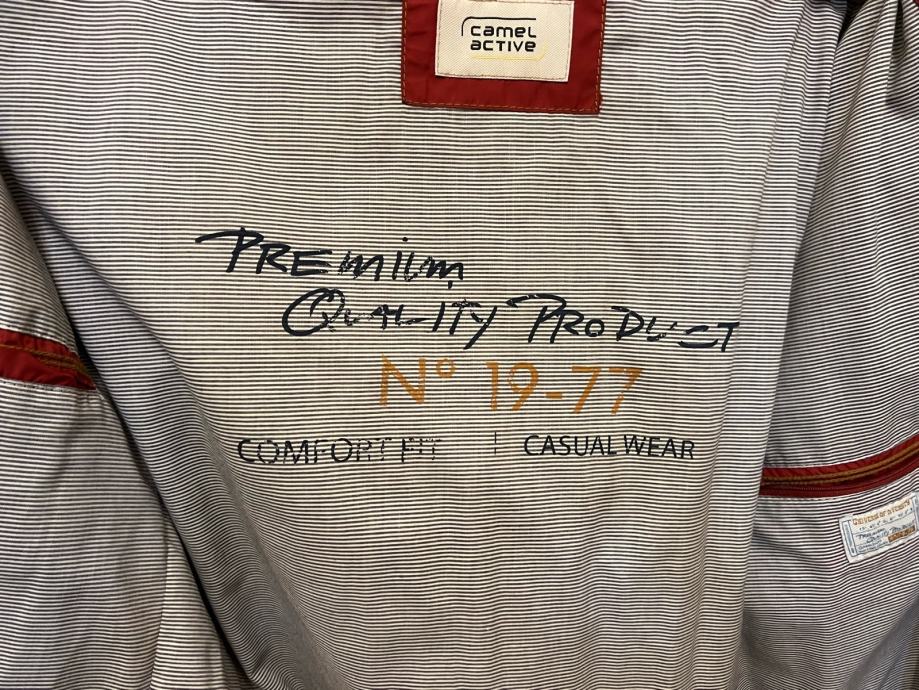 camel
active
PREmium
QuALITY PRODUCT
N° 19-77
COMFORT FIT | CASUAL WEAR